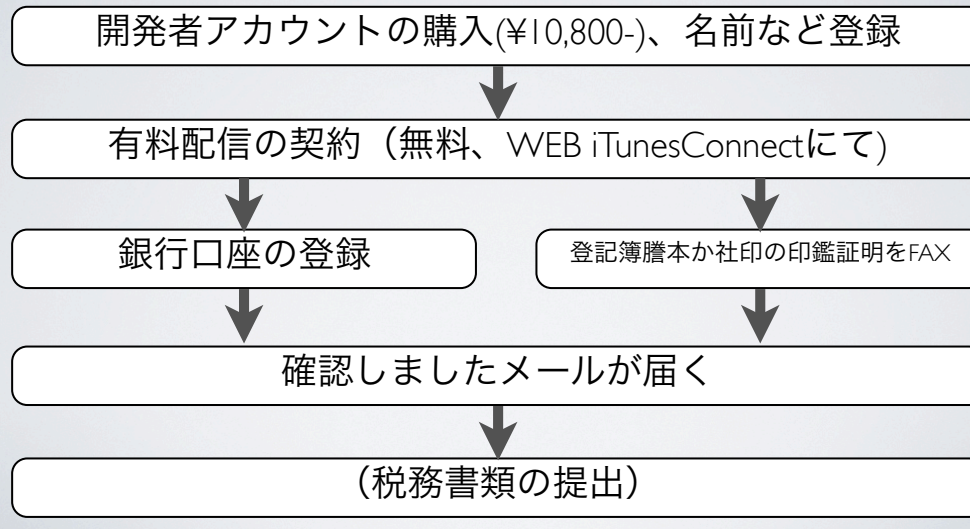 開発者アカウントの購入(¥10,800-)、名前など登録
有料配信の契約（無料、WEB iTunesConnectにて)
銀行口座の登録
登記簿謄本か社印の印鑑証明をFAX
確認しましたメールが届く
（税務書類の提出）